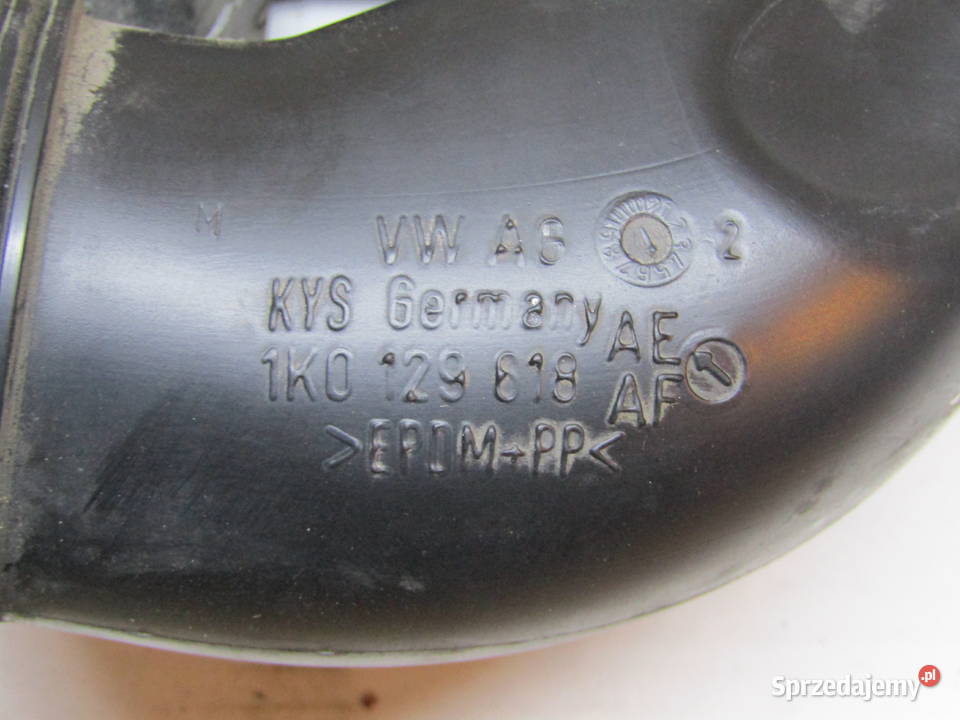 M
VW AG 2
KYS Germany
1K0 129 618 AE
AF
>EPDM+PP<
Sprzedajemy.pl